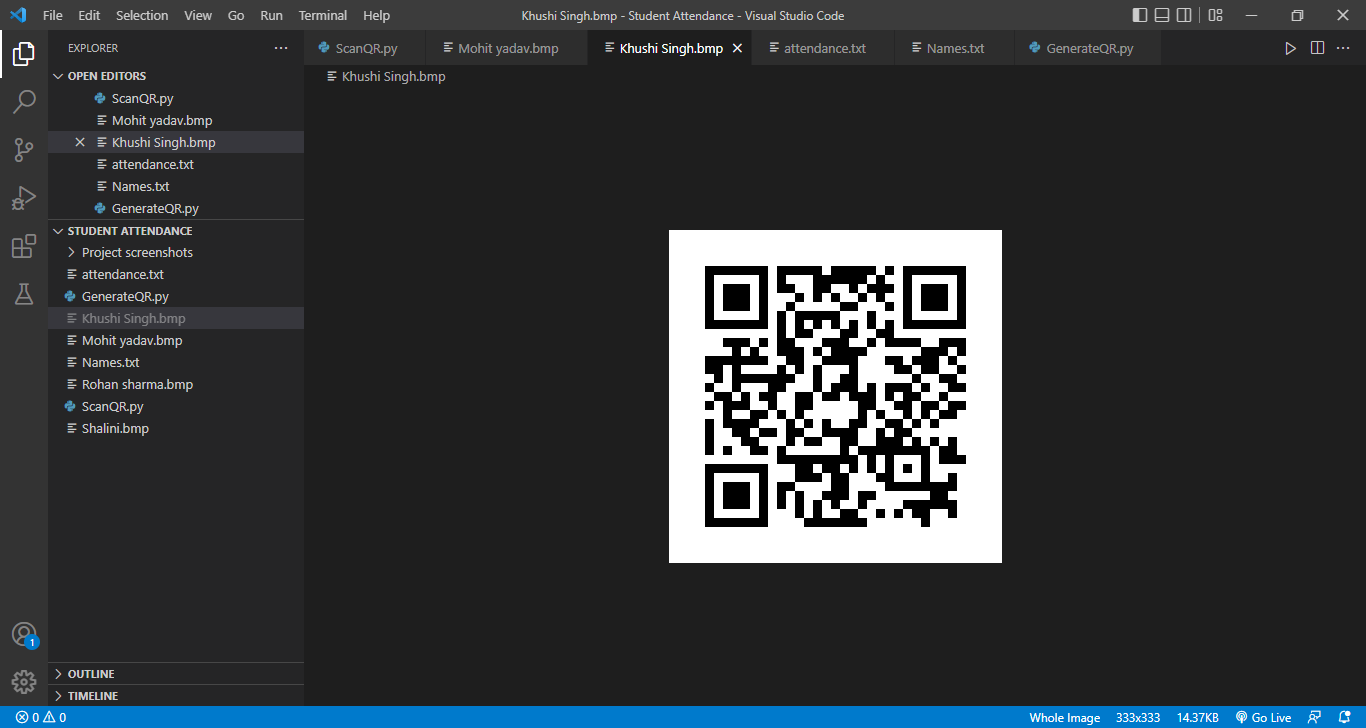 File Edit Selection View Go Run Terminal Help
Khushi Singh.bmp - Student Attendance - Visual Studio Code
EXPLORER
OPEN EDITORS
ScanQR.py
Mohit yadav.bmp
Khushi Singh.bmp
attendance.txt
Names.txt
GenerateQR.py
STUDENT ATTENDANCE
Project screenshots
attendance.txt
GenerateQR.py
Khushi Singh.bmp
Mohit yadav.bmp
Names.txt
Rohan sharma.bmp
ScanQR.py
Shalini.bmp
OUTLINE
TIMELINE
ScanQR.py Mohit yadav.bmp Khushi Singh.bmp attendance.txt Names.txt GenerateQR.py
Khushi Singh.bmp
1
0 0
Whole Image 333x333 14.37KB Go Live